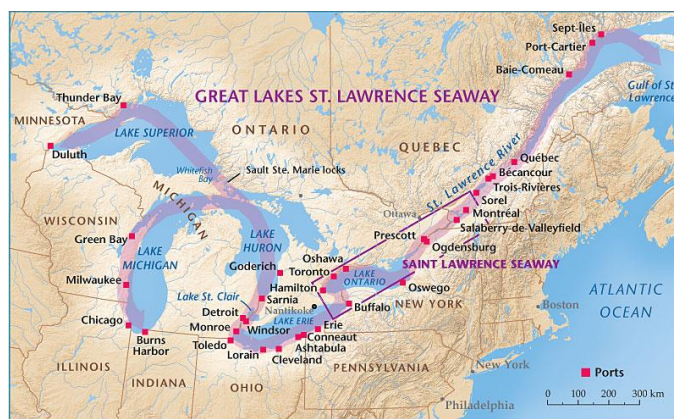 Sept-Îles
Port-Cartier
Baie-Comeau
Gulf of St.
Lawrence
GREAT LAKES ST. LAWRENCE SEAWAY
Thunder Bay
MINNESOTA
LAKE SUPERIOR
ONTARIO
QUEBEC
Duluth
Whitefish
Bay
Sault Ste. Marie locks
St. Lawrence River
Québec
Bécancour
Trois-Rivières
Sorel
Montréal
Salaberry-de-Valleyfield
Ottawa
MICHIGAN
WISCONSIN
Green Bay
LAKE
MICHIGAN
LAKE
HURON
Goderich
Prescott
Ogdensburg
SAINT LAWRENCE SEAWAY
Oshawa
Toronto
LAKE
ONTARIO
Hamilton
Oswego
NEW YORK
Milwaukee
Lake St. Clair
Sarnia
Nantikoke
Buffalo
Boston
ATLANTIC
OCEAN
Chicago
Burns
Harbor
Detroit
Monroe
Windsor
Toledo
LAKE ERIE
Erie
Conneaut
Ashtabula
Lorain
Cleveland
ILLINOIS
INDIANA
OHIO
PENNSYLVANIA
New York
Philadelphia
Ports
0 100 200 300 km